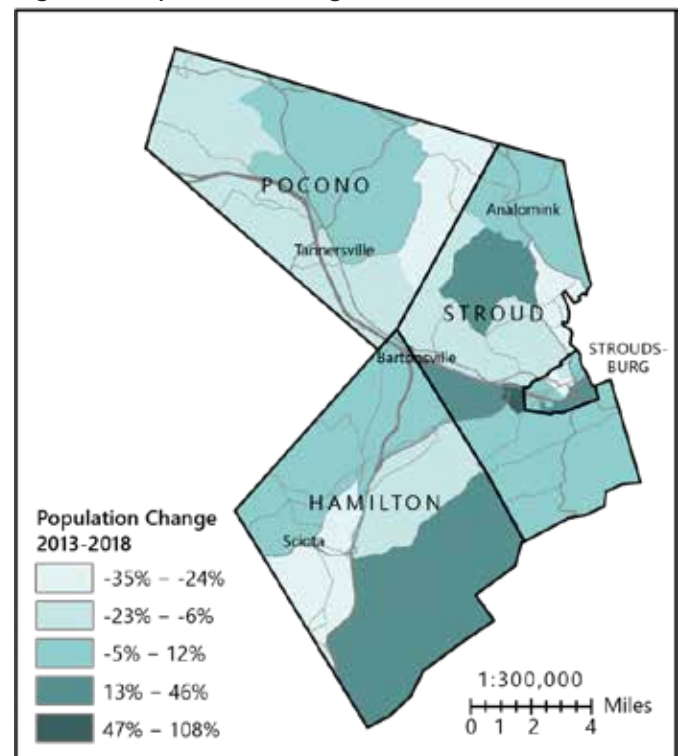 POCONO
Analomink
Tannersville
STROUD
STROUDS-
BURG
Bartonsville
HAMILTON
Sciota
Population Change
2013-2018
-35% – -24%
-23% – -6%
-5% – 12%
13% – 46%
47% – 108%
1:300,000
Miles
0 1 2 4